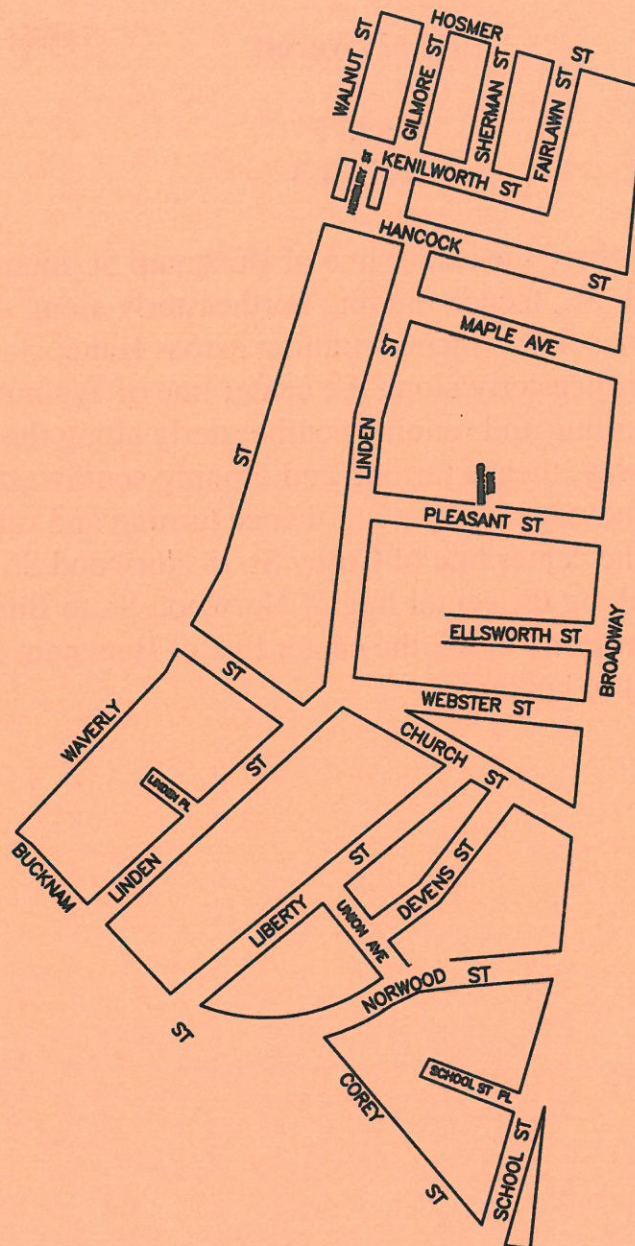 HOSMER ST
WALNUT ST
GILMORE ST
SHERMAN ST
FAIRLAWN ST
KENILWORTH ST
HANCOCK ST
MAPLE AVE
LINDEN ST
ST
PLEASANT ST
ELLSWORTH ST
BROADWAY
WEBSTER ST
CHURCH ST
ST
WAVERLY
LINDEN PL
LINDEN ST
BUCKNAM ST
LIBERTY ST
UNION AVE
DEVENS ST
NORWOOD ST
COREY ST
SCHOOL ST PL
SCHOOL ST